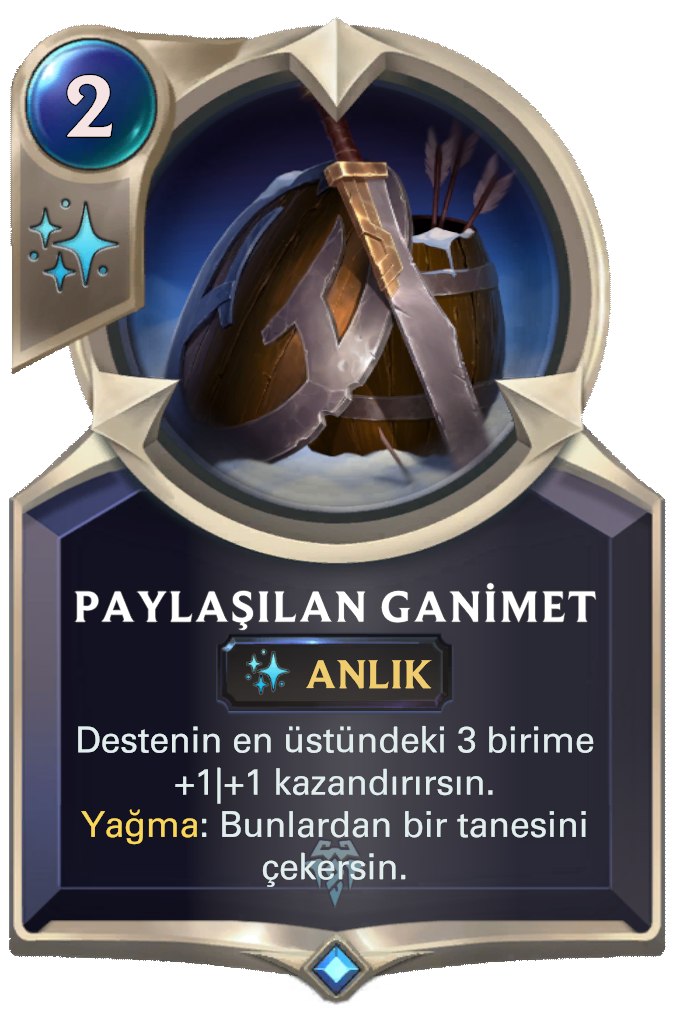 2
PAYLAŞILAN GANİMET
ANLIK
Destenin en üstündeki 3 birime
+1|+1 kazandırırsın.
Yağma: Bunlardan bir tanesini
çekersin.